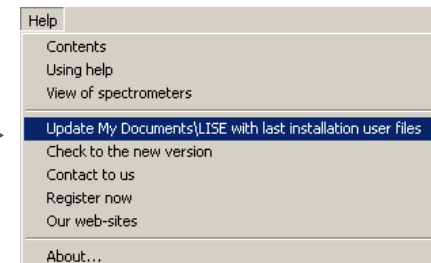 Help
Contents
Using help
View of spectrometers
Update My Documents\LISE with last installation user files
Check to the new version
Contact to us
Register now
Our web-sites
About...